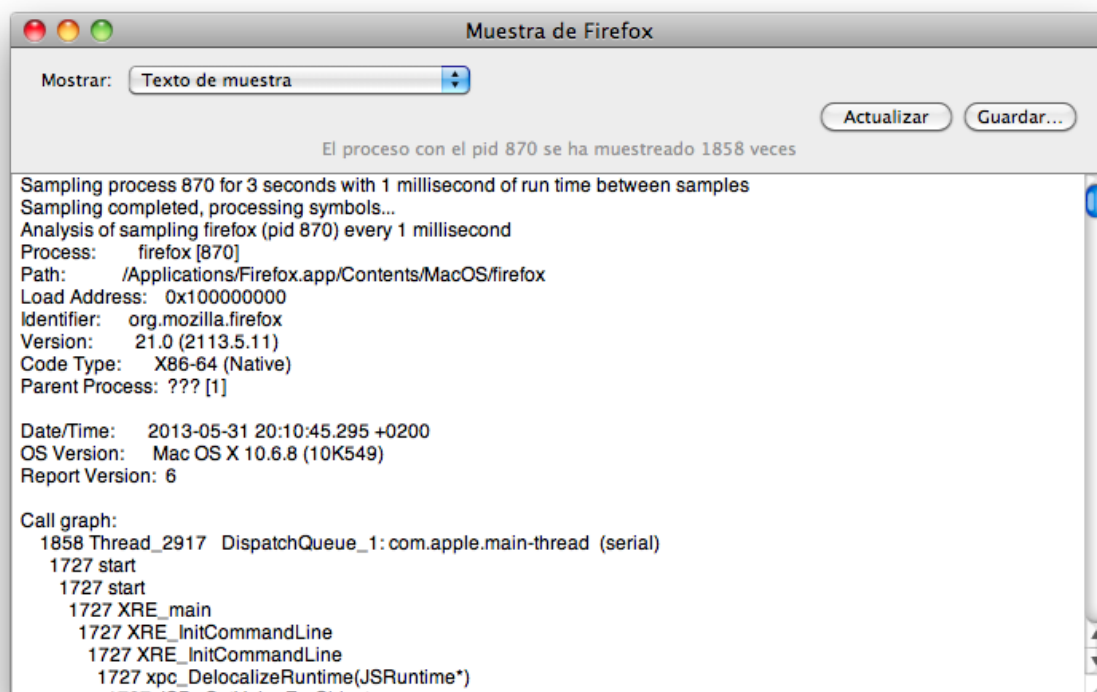 Muestra de Firefox
Mostrar: Texto de muestra
Actualizar Guardar...
El proceso con el pid 870 se ha muestreado 1858 veces
Sampling process 870 for 3 seconds with 1 millisecond of run time between samples
Sampling completed, processing symbols...
Analysis of sampling firefox (pid 870) every 1 millisecond
Process: firefox [870]
Path: /Applications/Firefox.app/Contents/MacOS/firefox
Load Address: 0x100000000
Identifier: org.mozilla.firefox
Version: 21.0 (2113.5.11)
Code Type: X86-64 (Native)
Parent Process: ??? [1]
Date/Time: 2013-05-31 20:10:45.295 +0200
OS Version: Mac OS X 10.6.8 (10K549)
Report Version: 6
Call graph:
1858 Thread_2917 DispatchQueue_1: com.apple.main-thread (serial)
1727 start
1727 start
1727 XRE_main
1727 XRE_InitCommandLine
1727 XRE_InitCommandLine
1727 xpc_DelocalizeRuntime(JSRuntime*)